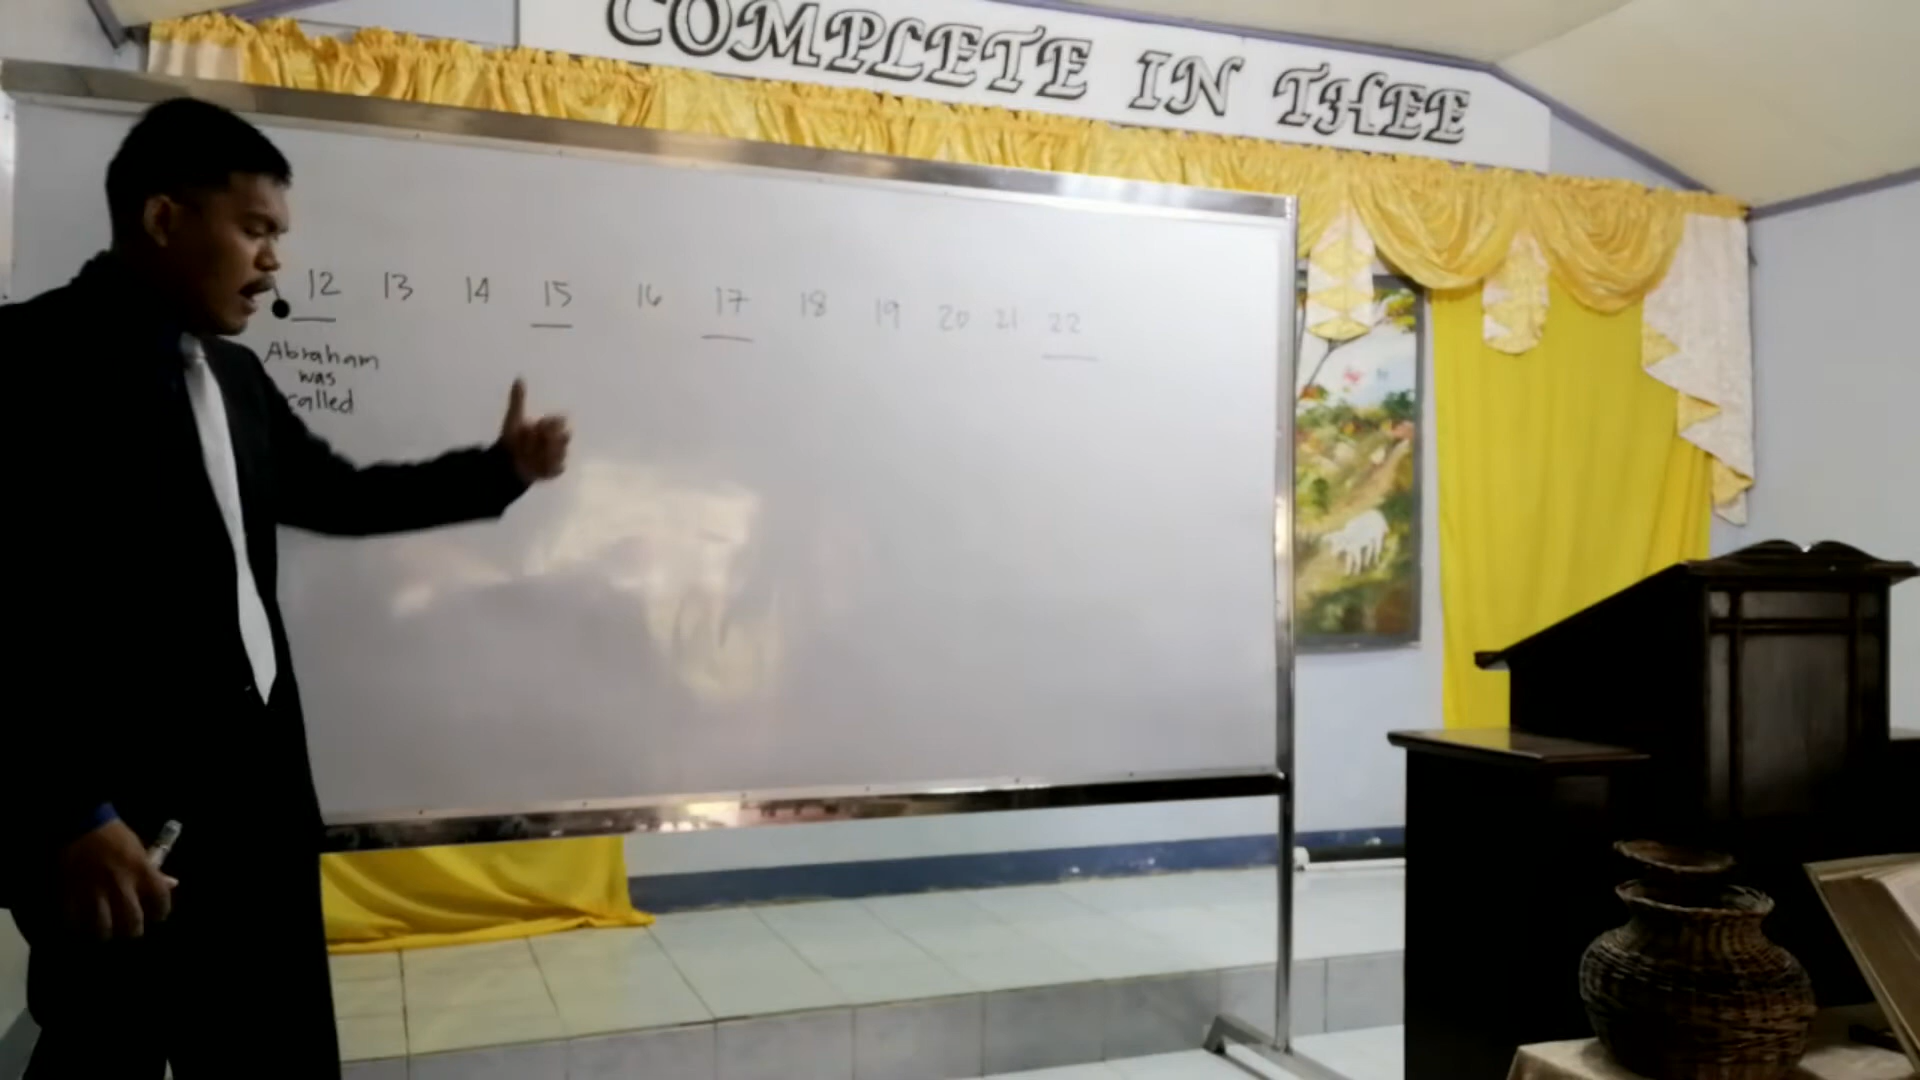 COMPLETE IN THEE
12 13 14 15 16 17 18 19 20 21 22
Abraham
was
called